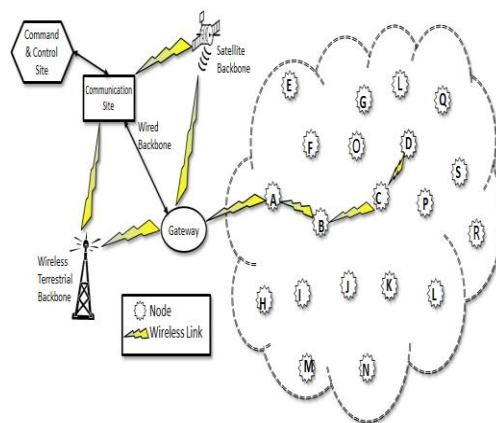 Command
& Control
Site
Satellite
Backbone
Communication
Site
Wired
Backbone
Gateway
Wireless
Terrestrial
Backbone
Node
Wireless Link
E
G
L
Q
F
O
D
S
A
B
C
P
R
H
I
J
K
L
M
N